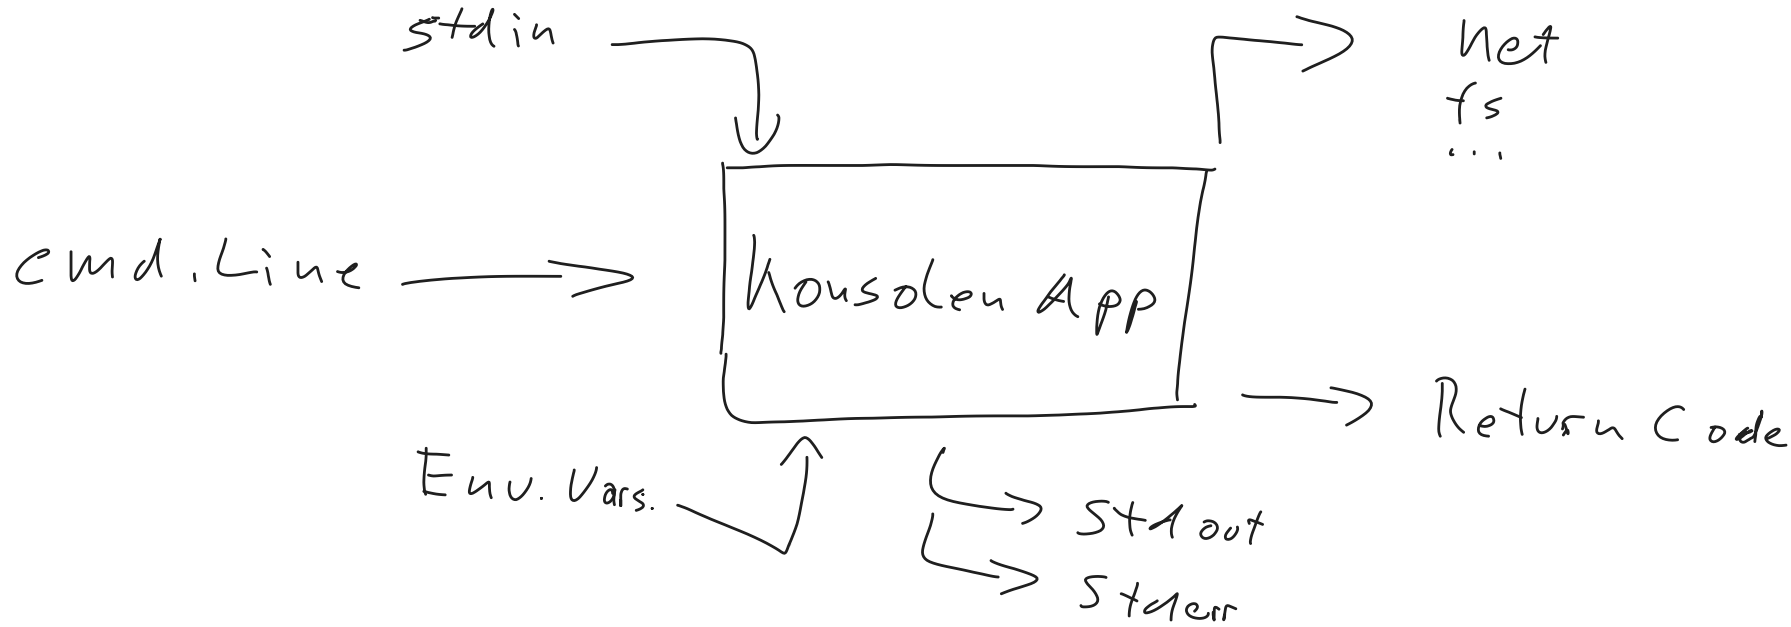 stdin
net
fs
...
cmd.Line
Konsolen App
Return Code
Env. Vars.
Stdout
Stderr